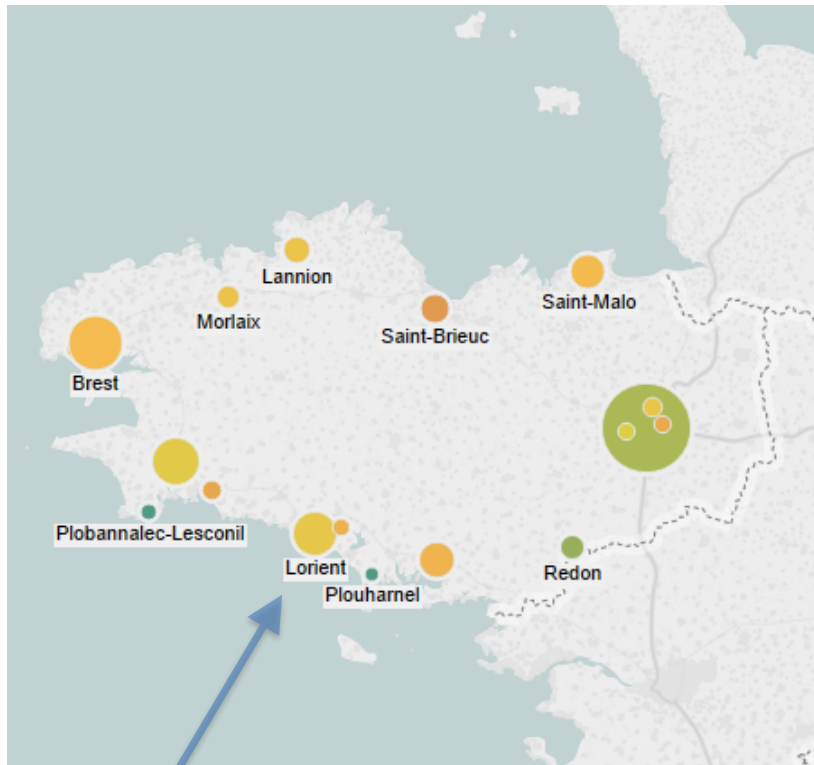 Lannion
Saint-Malo
Morlaix
Saint-Brieuc
Brest
Plobannalec-Lesconil
Lorient
Redon
Plouharnel